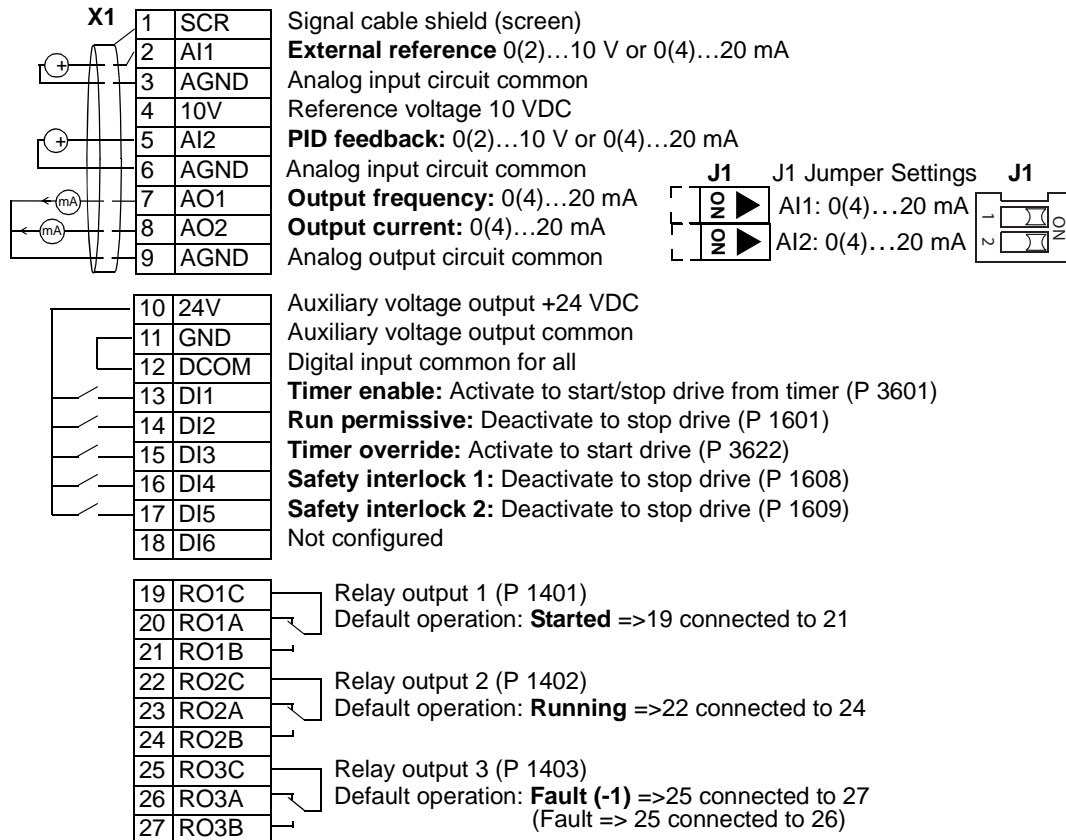 X1
1 SCR Signal cable shield (screen)
2 AI1 External reference 0(2)…10 V or 0(4)…20 mA
3 AGND Analog input circuit common
4 10V Reference voltage 10 VDC
5 AI2 PID feedback: 0(2)…10 V or 0(4)…20 mA
6 AGND Analog input circuit common
7 AO1 Output frequency: 0(4)…20 mA
8 AO2 Output current: 0(4)…20 mA
9 AGND Analog output circuit common
+
+
mA
mA
J1 J1 Jumper Settings J1
ON AI1: 0(4)…20 mA
ON AI2: 0(4)…20 mA
1
2
ON
10 24V Auxiliary voltage output +24 VDC
11 GND Auxiliary voltage output common
12 DCOM Digital input common for all
13 DI1 Timer enable: Activate to start/stop drive from timer (P 3601)
14 DI2 Run permissive: Deactivate to stop drive (P 1601)
15 DI3 Timer override: Activate to start drive (P 3622)
16 DI4 Safety interlock 1: Deactivate to stop drive (P 1608)
17 DI5 Safety interlock 2: Deactivate to stop drive (P 1609)
18 DI6 Not configured
19 RO1C Relay output 1 (P 1401)
20 RO1A Default operation: Started =>19 connected to 21
21 RO1B
22 RO2C Relay output 2 (P 1402)
23 RO2A Default operation: Running =>22 connected to 24
24 RO2B
25 RO3C Relay output 3 (P 1403)
26 RO3A Default operation: Fault (-1) =>25 connected to 27
27 RO3B (Fault => 25 connected to 26)